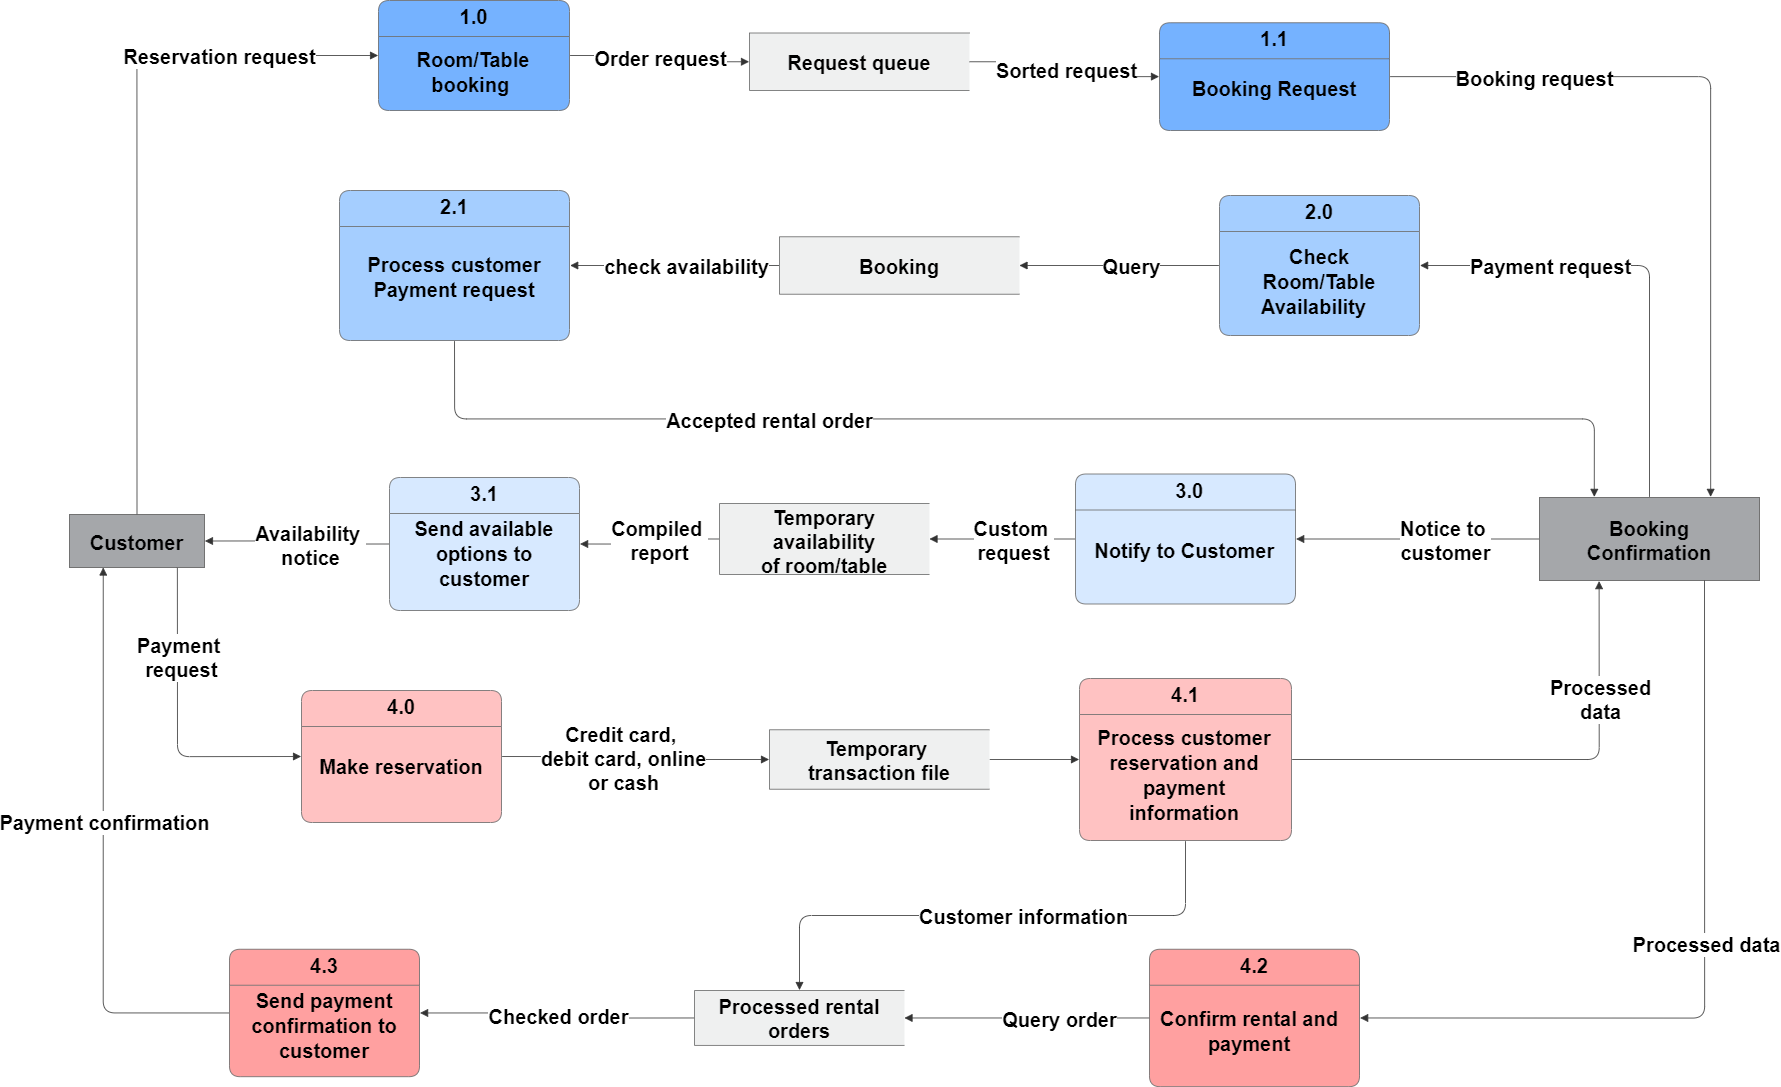 1.0
Room/Table
booking
Reservation request
Order request
Request queue
Sorted request
1.1
Booking Request
Booking request
2.1
Process customer
Payment request
check availability
Booking
Query
2.0
Check
Room/Table
Availability
Payment request
Accepted rental order
Customer
Availability
notice
3.1
Send available
options to
customer
Compiled
report
Temporary
availability
of room/table
Custom
request
3.0
Notify to Customer
Notice to
customer
Booking
Confirmation
Payment
request
4.0
Make reservation
Credit card,
debit card, online
or cash
Temporary
transaction file
4.1
Process customer
reservation and
payment
information
Processed
data
Payment confirmation
Customer information
Processed data
4.3
Send payment
confirmation to
customer
Checked order
Processed rental
orders
Query order
4.2
Confirm rental and
payment